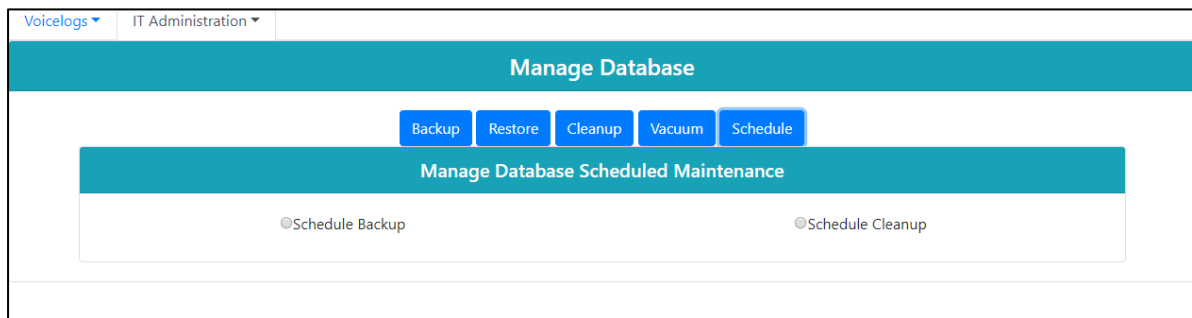 Voicelogs IT Administration
Manage Database
Backup Restore Cleanup Vacuum Schedule
Manage Database Scheduled Maintenance
Schedule Backup Schedule Cleanup